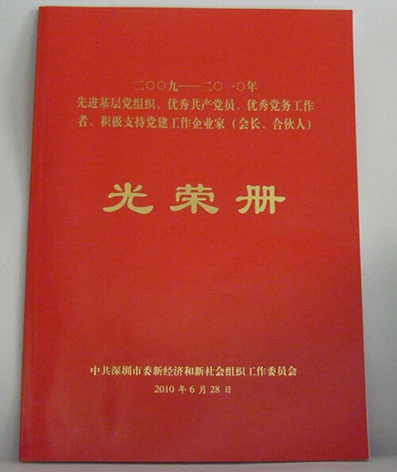 二〇〇九——二〇一〇年
先进基层党组织、优秀共产党员、优秀党务工作
者、积极支持党建工作企业家（会长、合伙人）
光荣册
中共深圳市委新经济和新社会组织工作委员会
2010 年 6 月 28 日